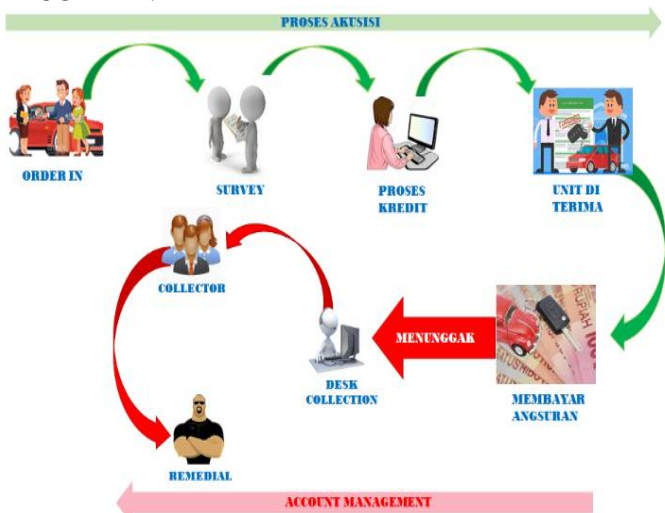 PROSES AKUSISI
ORDER IN
SURVEY
PROSES
KREDIT
UNIT DI
TERIMA
COLLECTOR
MENUNGGAK
DESK
COLLECTION
MEMBAYAR
ANGSURAN
REMEDIAL
ACCOUNT MANAGEMENT